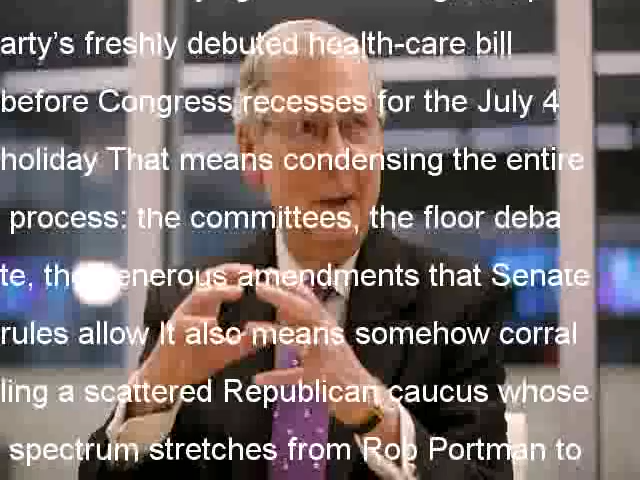 arty’s freshly debuted health-care bill
before Congress recesses for the July 4
holiday That means condensing the entire
process: the committees, the floor deba
te, the generous amendments that Senate
rules allow It also means somehow corral
ling a scattered Republican caucus whose
spectrum stretches from Rob Portman to